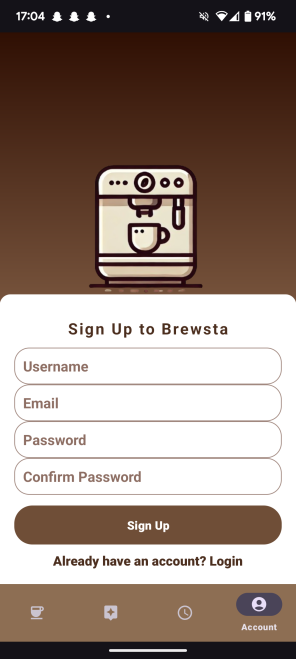 17:04 91%
Sign Up to Brewsta
Username
Email
Password
Confirm Password
Sign Up
Already have an account? Login
Account